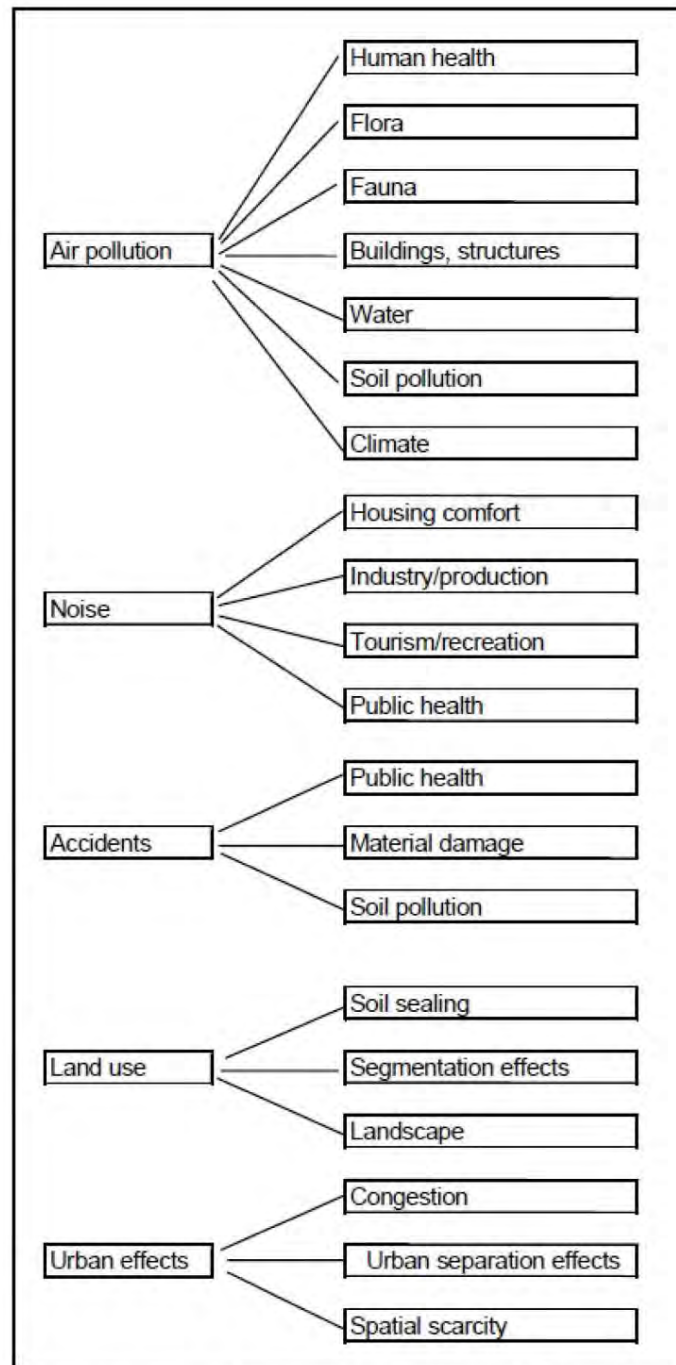 Human health
Flora
Fauna
Air pollution
Buildings, structures
Water
Soil pollution
Climate
Housing comfort
Industry/production
Noise
Tourism/recreation
Public health
Public health
Accidents
Material damage
Soil pollution
Soil sealing
Land use
Segmentation effects
Landscape
Congestion
Urban effects
Urban separation effects
Spatial scarcity